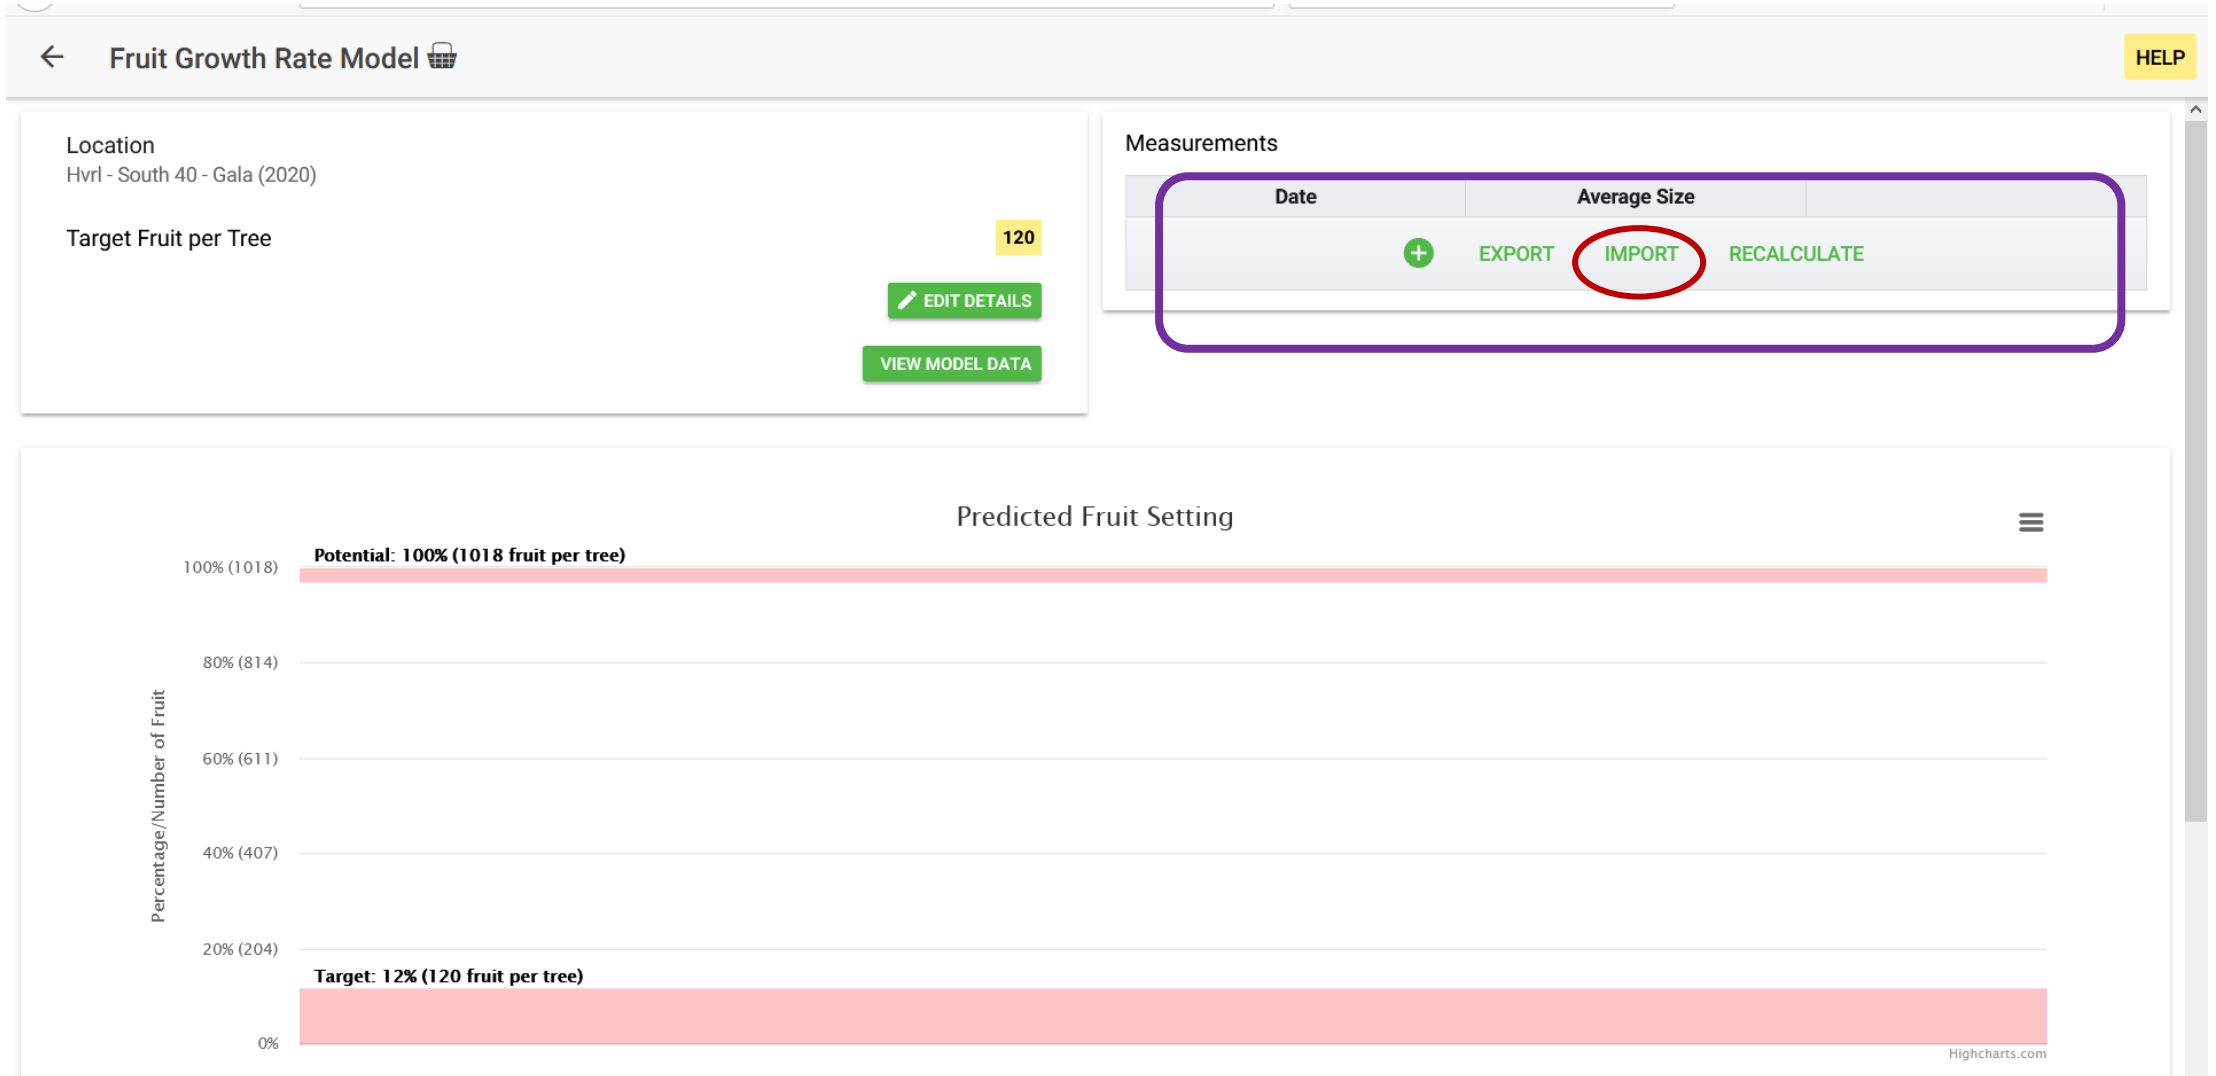 Fruit Growth Rate Model
HELP
Location
Hvrl - South 40 - Gala (2020)
Target Fruit per Tree
120
EDIT DETAILS
VIEW MODEL DATA
Measurements
Date Average Size
EXPORT IMPORT RECALCULATE
Predicted Fruit Setting
Potential: 100% (1018 fruit per tree)
100% (1018)
80% (814)
60% (611)
40% (407)
20% (204)
0%
Percentage/Number of Fruit
Target: 12% (120 fruit per tree)
Highcharts.com